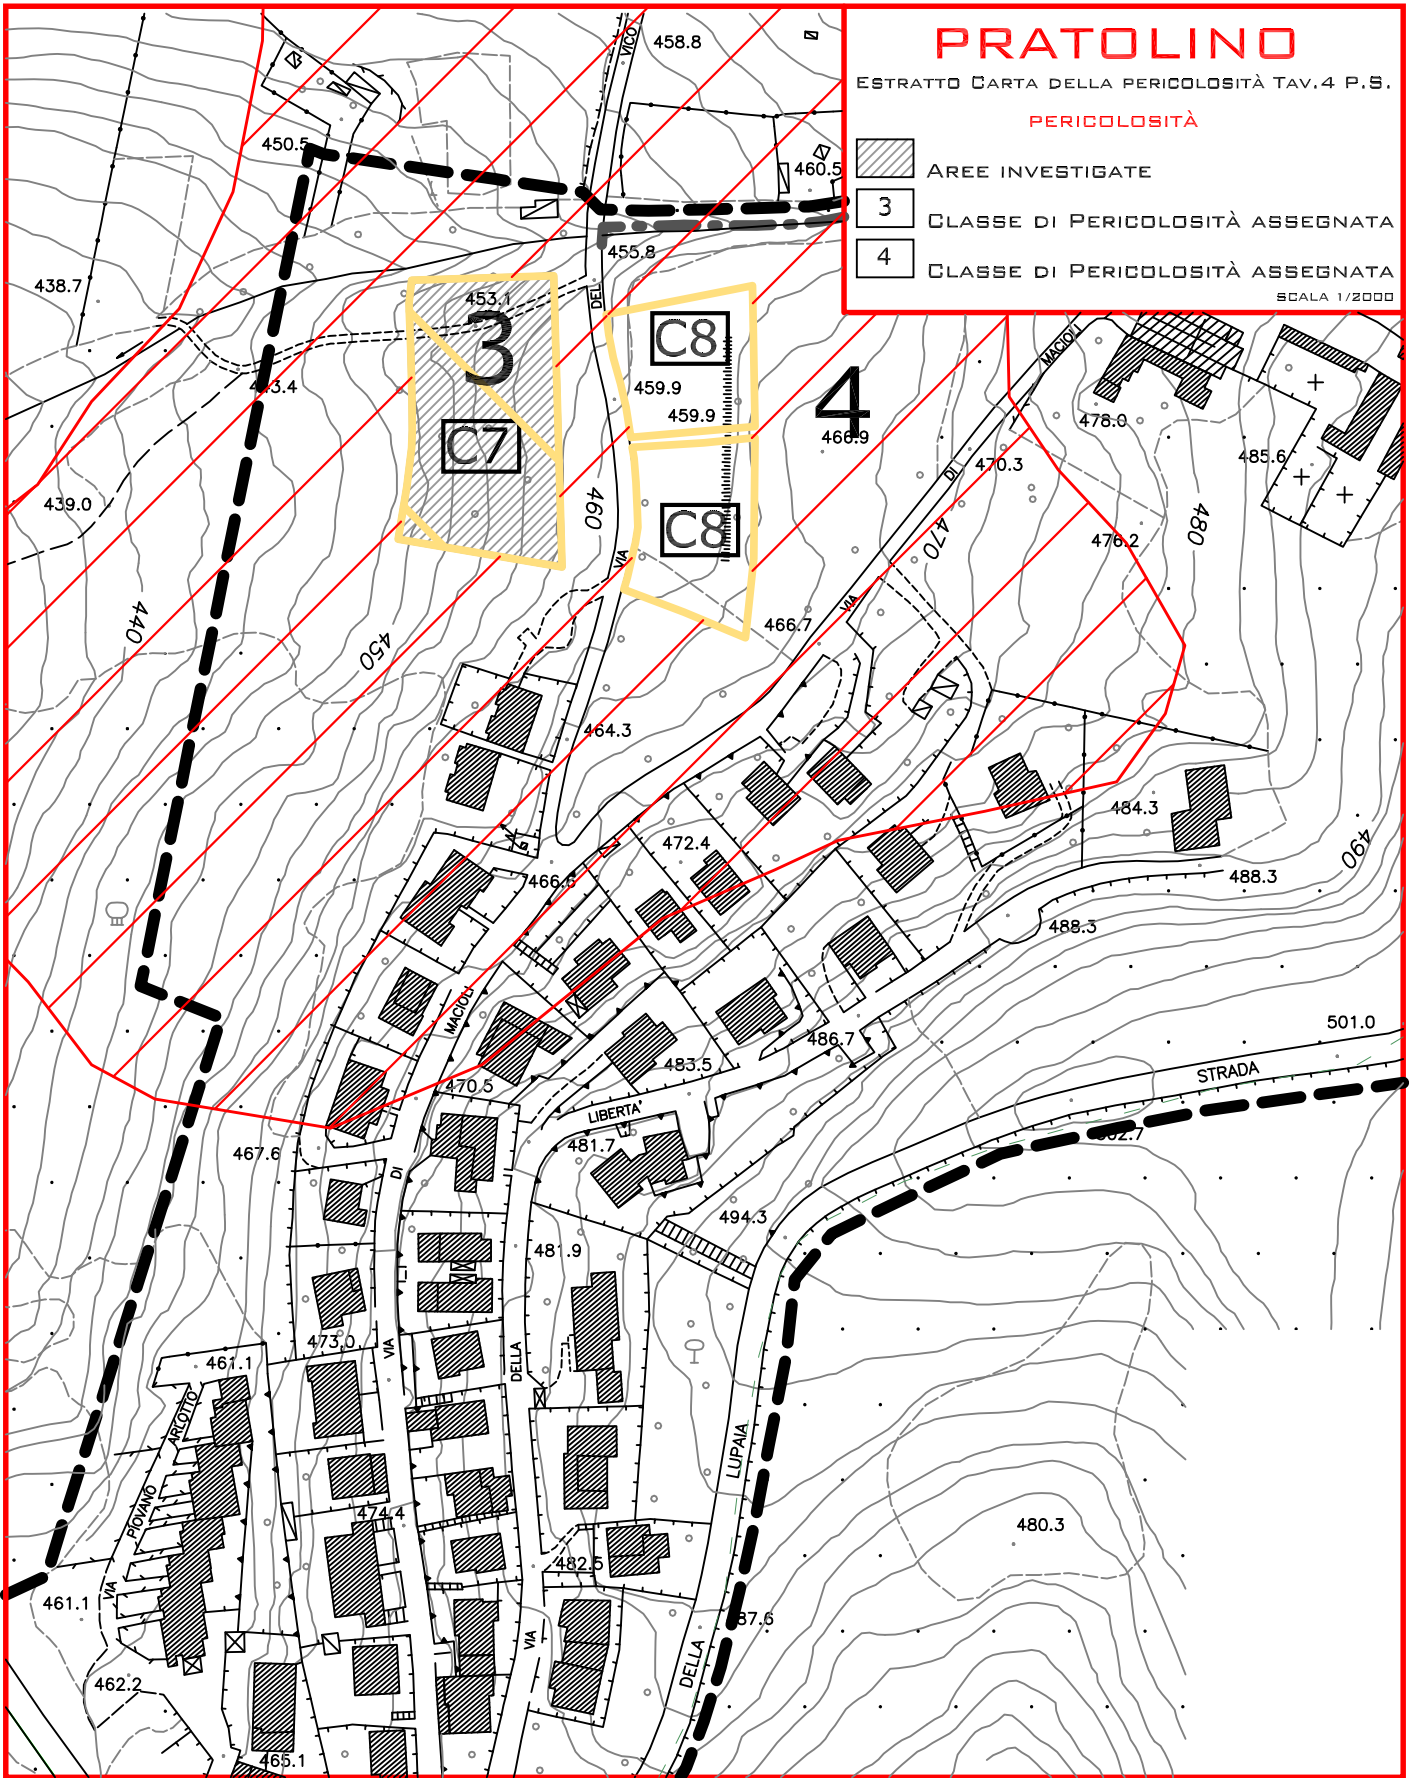 PRATOLINO
ESTRATTO CARTA DELLA PERICOLOSITÀ TAV.4 P.S.
PERICOLOSITÀ
AREE INVESTIGATE
3 CLASSE DI PERICOLOSITÀ ASSEGNATA
4 CLASSE DI PERICOLOSITÀ ASSEGNATA
SCALA 1/2000
VICO
458.8
450.5
460.5
455.8
438.7
DEL
453.1
3
C8
MACIOLI
459.9
459.9
4
466.9
478.0
C7
485.6
DI
470.3
439.0
460
C8
470
480
476.2
VIA
440
450
VIA
466.7
464.3
484.3
472.4
490
488.3
466.6
488.3
MACIOLI
486.7
501.0
483.5
470.5
STRADA
LIBERTA'
467.6
481.7
DI
494.3
481.9
473.0
VIA
DELLA
461.1
ARLOTTO
LUPAIA
PIOVANO
474.4
480.3
482.5
VIA
461.1
VIA
DELLA
462.2
465.1